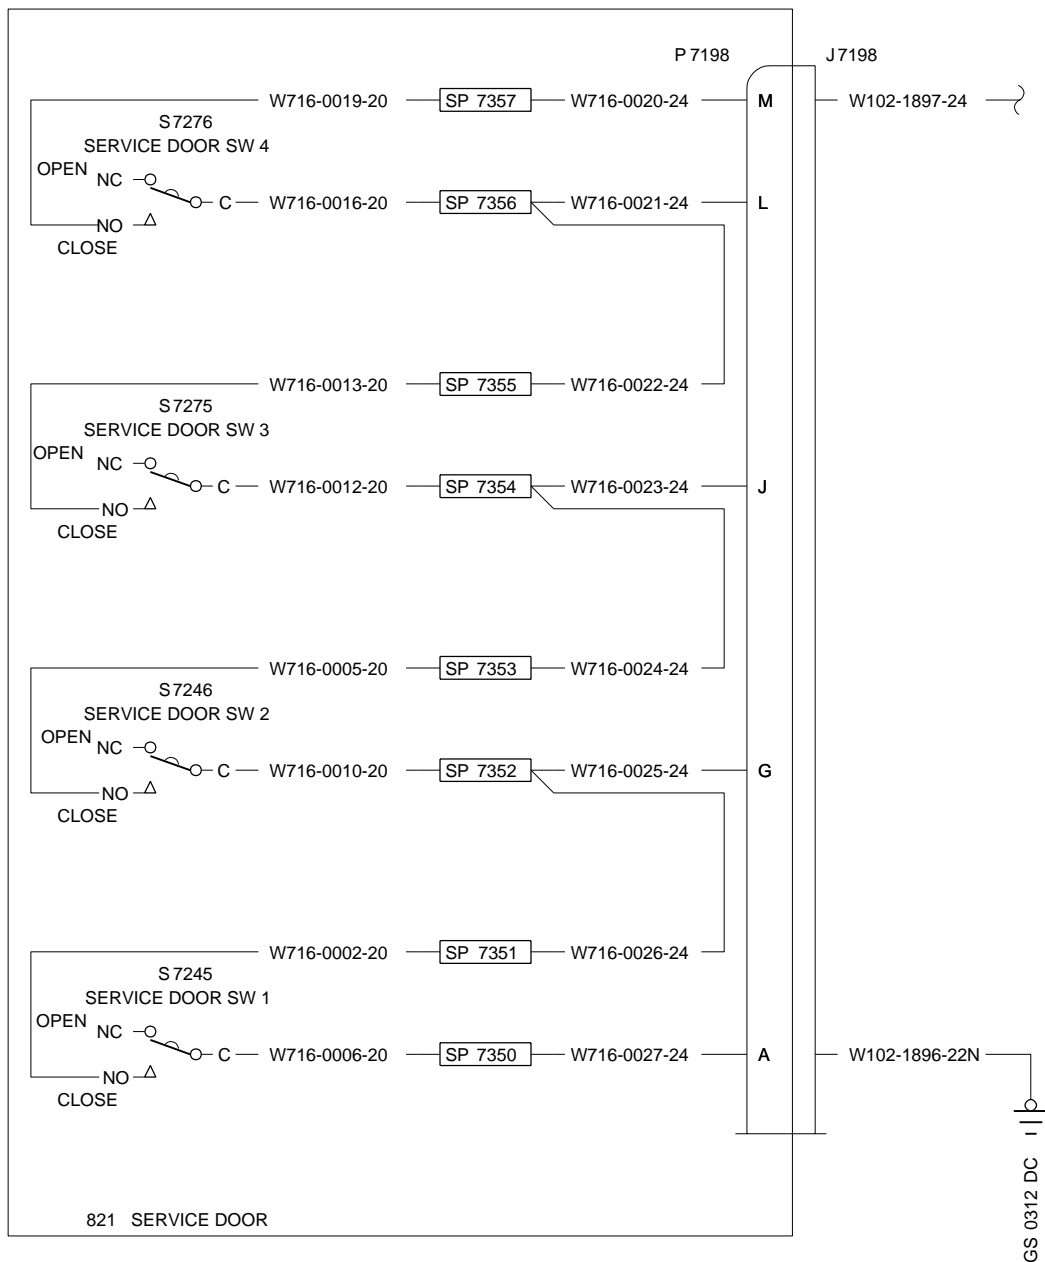 P 7198 J 7198
W716-0019-20 SP 7357 W716-0020-24 M W102-1897-24
S 7276
SERVICE DOOR SW 4
OPEN NC
C W716-0016-20 SP 7356 W716-0021-24 L
NO
CLOSE
W716-0013-20 SP 7355 W716-0022-24
S 7275
SERVICE DOOR SW 3
OPEN NC
C W716-0012-20 SP 7354 W716-0023-24 J
NO
CLOSE
W716-0005-20 SP 7353 W716-0024-24
S 7246
SERVICE DOOR SW 2
OPEN NC
C W716-0010-20 SP 7352 W716-0025-24 G
NO
CLOSE
W716-0002-20 SP 7351 W716-0026-24
S 7245
SERVICE DOOR SW 1
OPEN NC
C W716-0006-20 SP 7350 W716-0027-24 A W102-1896-22N
NO
CLOSE
GS 0312 DC
821 SERVICE DOOR